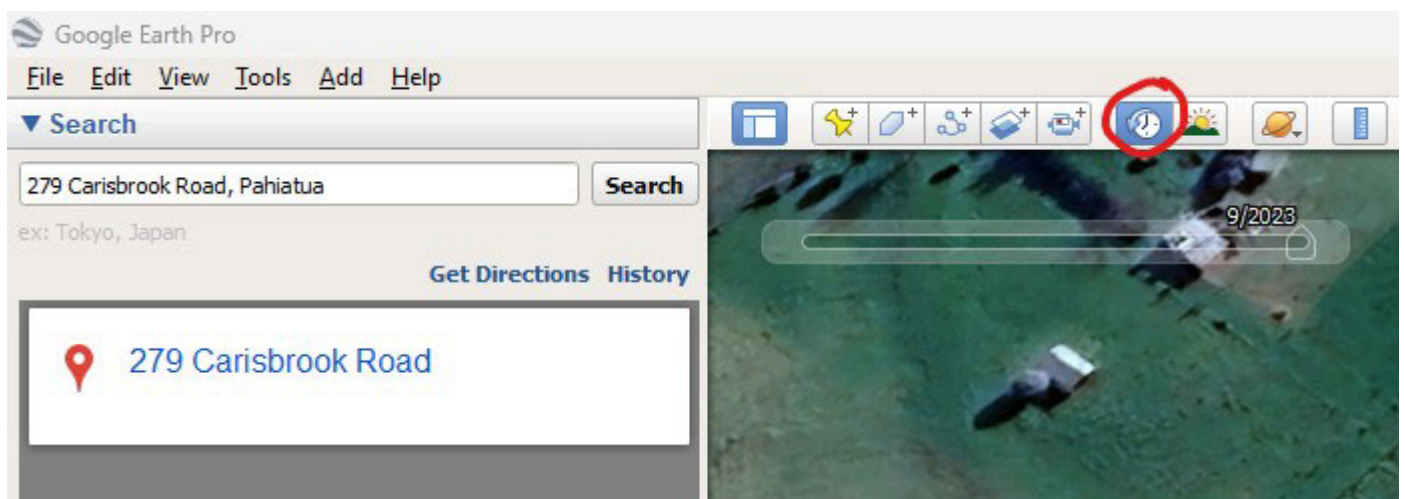 Google Earth Pro
File Edit View Tools Add Help
▼ Search
279 Carisbrook Road, Pahiatua Search
ex: Tokyo, Japan
Get Directions History
279 Carisbrook Road
9/2023